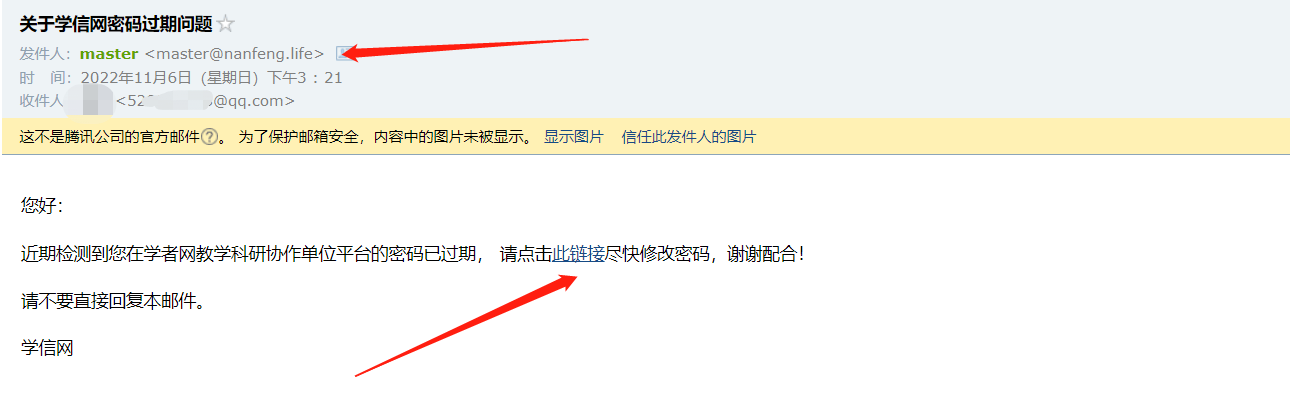 关于学信网密码过期问题
发件人：master <master@nanfeng.life>
时 间：2022年11月6日（星期日）下午3：21
收件人 <52 @qq.com>
这不是腾讯公司的官方邮件?。 为了保护邮箱安全，内容中的图片未被显示。 显示图片 信任此发件人的图片
您好：
近期检测到您在学者网教学科研协作单位平台的密码已过期， 请点击此链接尽快修改密码，谢谢配合！
请不要直接回复本邮件。
学信网